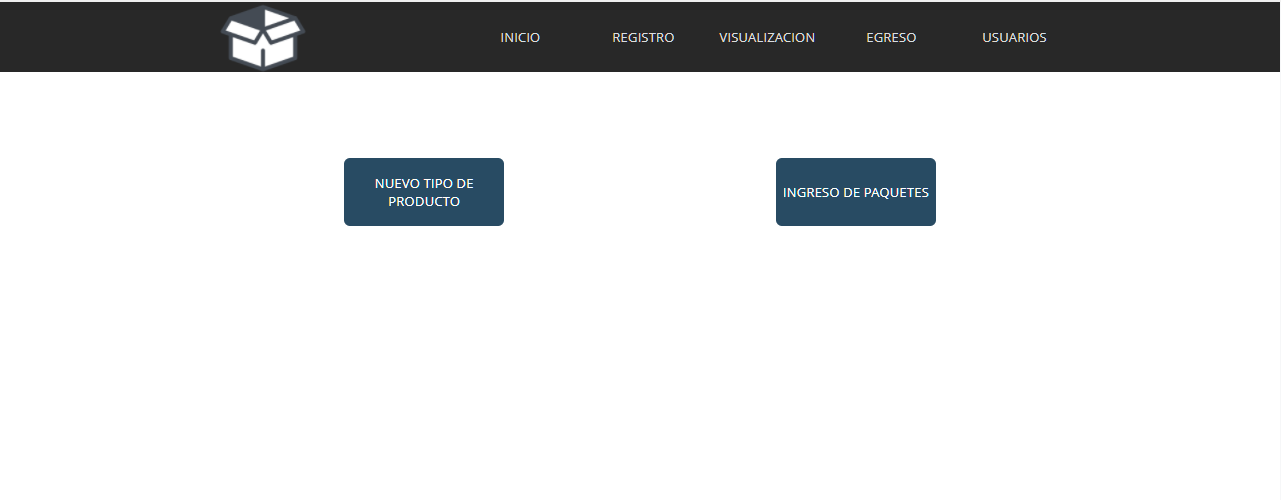 INICIO REGISTRO VISUALIZACION EGRESO USUARIOS
NUEVO TIPO DE
PRODUCTO
INGRESO DE PAQUETES